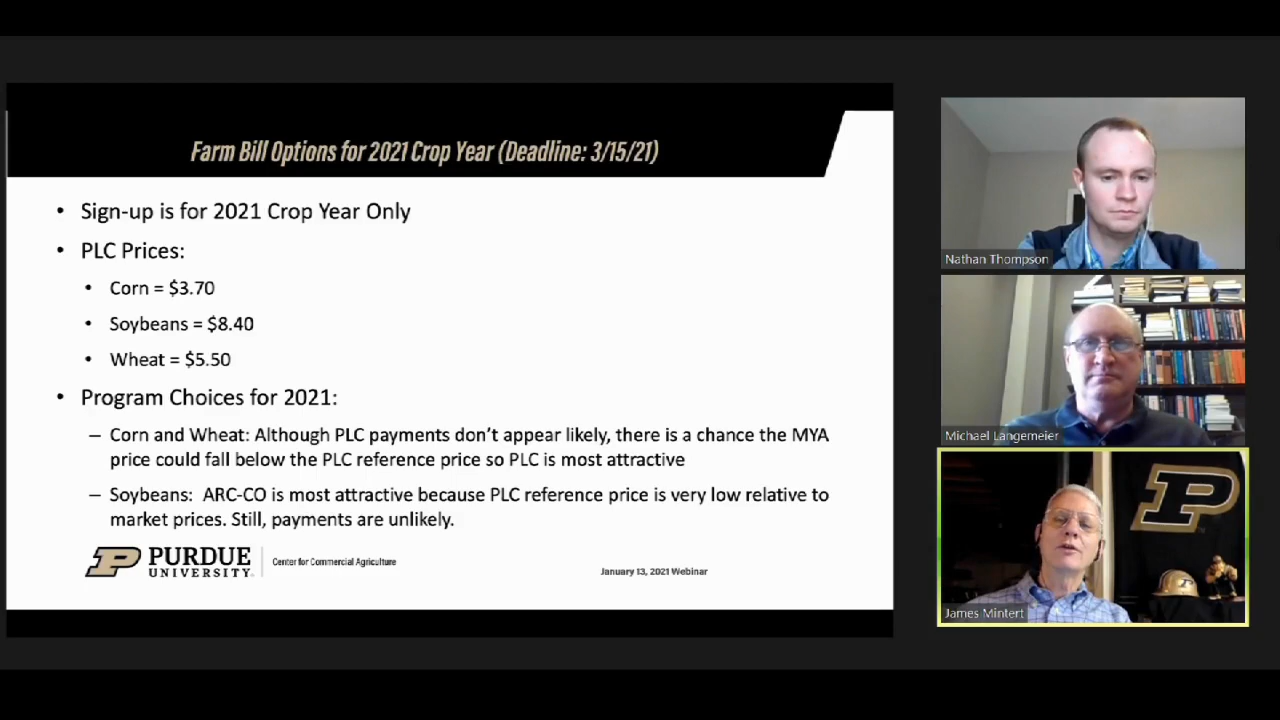 Farm Bill Options for 2021 Crop Year (Deadline: 3/15/21)
• Sign-up is for 2021 Crop Year Only
• PLC Prices:
• Corn = $3.70
• Soybeans = $8.40
• Wheat = $5.50
• Program Choices for 2021:
– Corn and Wheat: Although PLC payments don't appear likely, there is a chance the MYA
price could fall below the PLC reference price so PLC is most attractive
– Soybeans: ARC-CO is most attractive because PLC reference price is very low relative to
market prices. Still, payments are unlikely.
P PURDUE
UNIVERSITY.
Center for Commercial Agriculture
January 13, 2021 Webinar
Nathan Thompson
Michael Langemeier
P
P
James Mintert